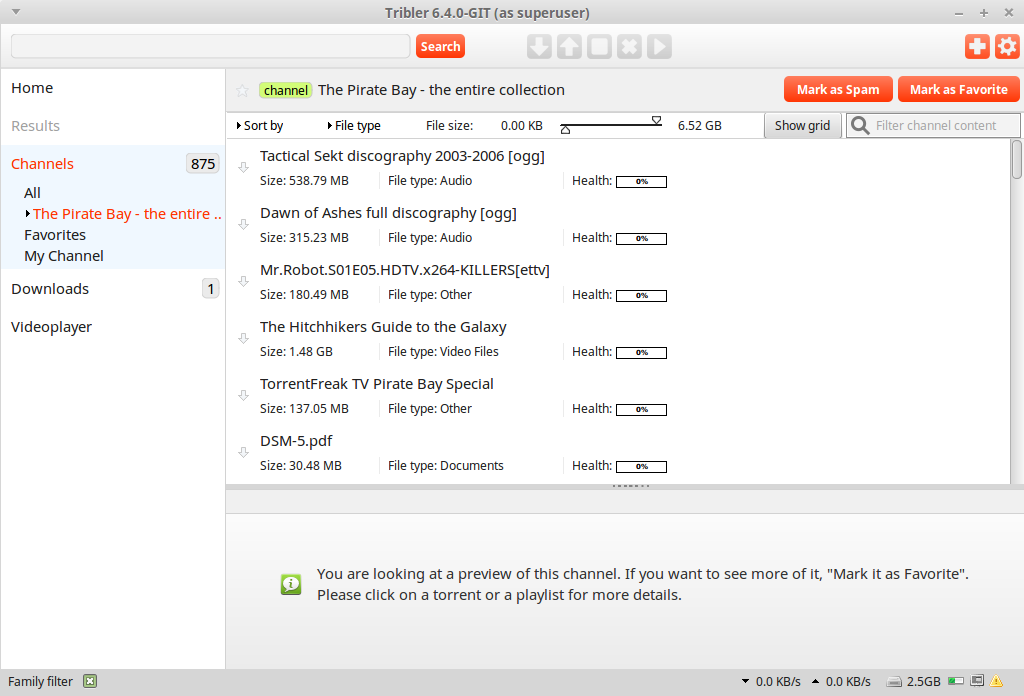 Tribler 6.4.0-GIT (as superuser)
Search
Home
Results
Channels 875
All
The Pirate Bay - the entire ..
Favorites
My Channel
Downloads 1
Videoplayer
channel The Pirate Bay - the entire collection Mark as Spam Mark as Favorite
Sort by File type File size: 0.00 KB 6.52 GB Show grid Filter channel content
Tactical Sekt discography 2003-2006 [ogg]
Size: 538.79 MB File type: Audio Health: 0%
Dawn of Ashes full discography [ogg]
Size: 315.23 MB File type: Audio Health: 0%
Mr.Robot.S01E05.HDTV.x264-KILLERS[ettv]
Size: 180.49 MB File type: Other Health: 0%
The Hitchhikers Guide to the Galaxy
Size: 1.48 GB File type: Video Files Health: 0%
TorrentFreak TV Pirate Bay Special
Size: 137.05 MB File type: Other Health: 0%
DSM-5.pdf
Size: 30.48 MB File type: Documents Health: 0%
You are looking at a preview of this channel. If you want to see more of it, "Mark it as Favorite".
Please click on a torrent or a playlist for more details.
Family filter 0.0 KB/s 0.0 KB/s 2.5GB